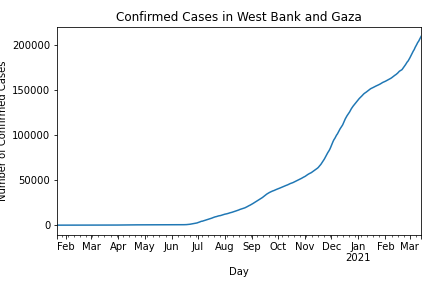 Confirmed Cases in West Bank and Gaza
Number of Confirmed Cases
200000
150000
100000
50000
0
Feb Mar Apr May Jun Jul Aug Sep Oct Nov Dec Jan Feb Mar
2021
Day